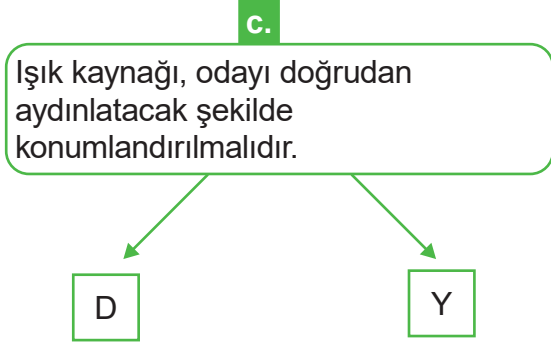 c.
Işık kaynağı, odayı doğrudan
aydınlatacak şekilde
konumlandırılmalıdır.
D
Y